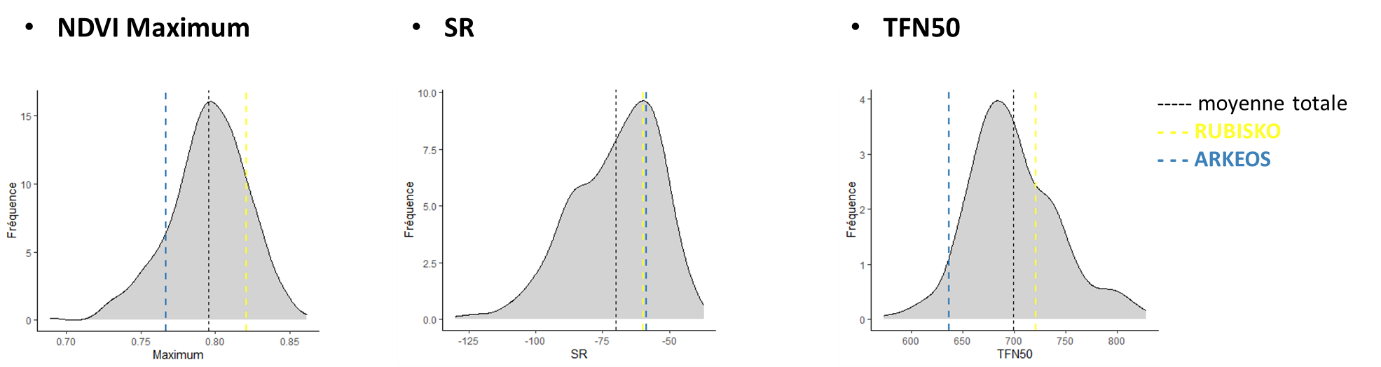 • NDVI Maximum
• SR
• TFN50
Fréquence
15
10
5
0
0.70 0.75 0.80 0.85
Maximum
Fréquence
10.0
7.5
5.0
2.5
0.0
-125 -100 -75 -50
SR
Fréquence
4
3
2
1
0
600 650 700 750 800
TFN50
----- moyenne totale
- - - RUBISKO
- - - ARKEOS